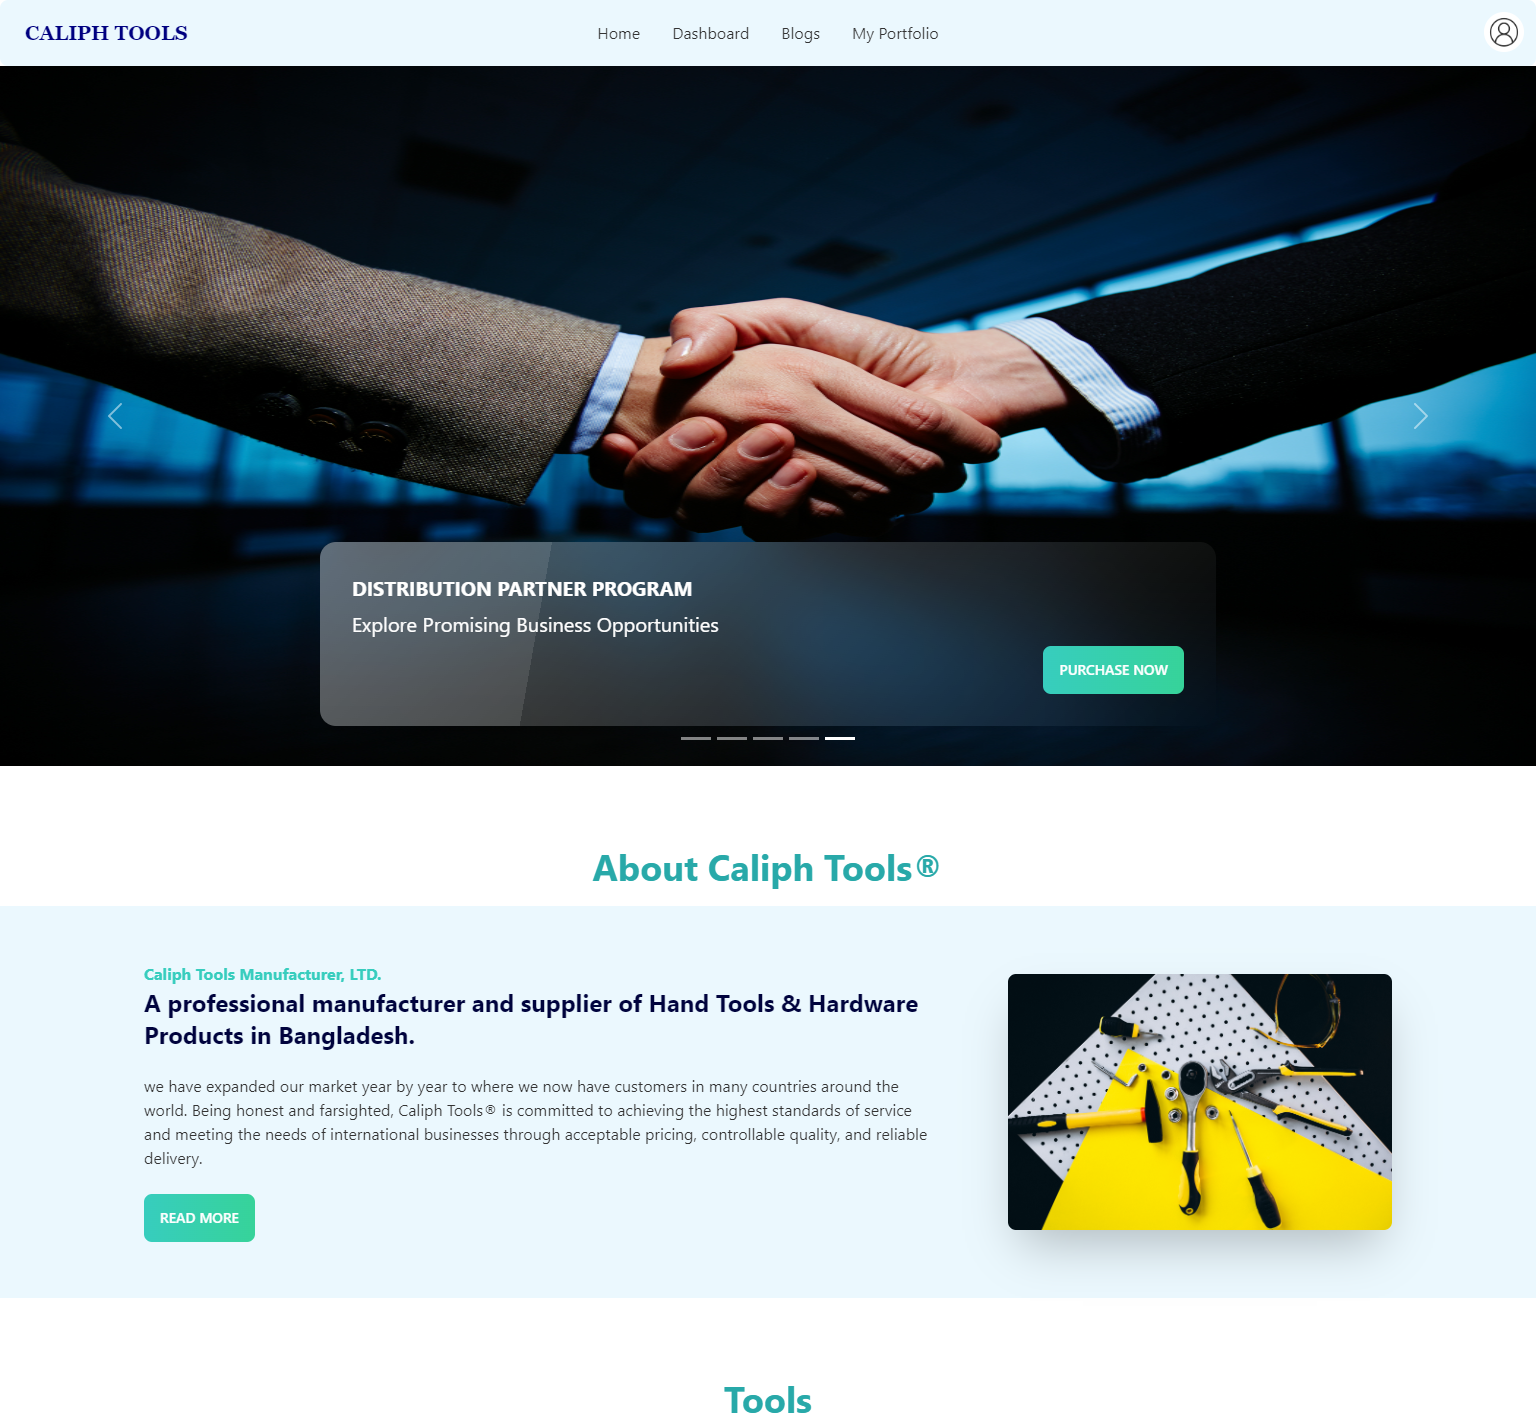 CALIPH TOOLS
Home Dashboard Blogs My Portfolio
DISTRIBUTION PARTNER PROGRAM
Explore Promising Business Opportunities
PURCHASE NOW
About Caliph Tools®
Caliph Tools Manufacturer, LTD.
A professional manufacturer and supplier of Hand Tools & Hardware
Products in Bangladesh.
we have expanded our market year by year to where we now have customers in many countries around the
world. Being honest and farsighted, Caliph Tools® is committed to achieving the highest standards of service
and meeting the needs of international businesses through acceptable pricing, controllable quality, and reliable
delivery.
READ MORE
Tools